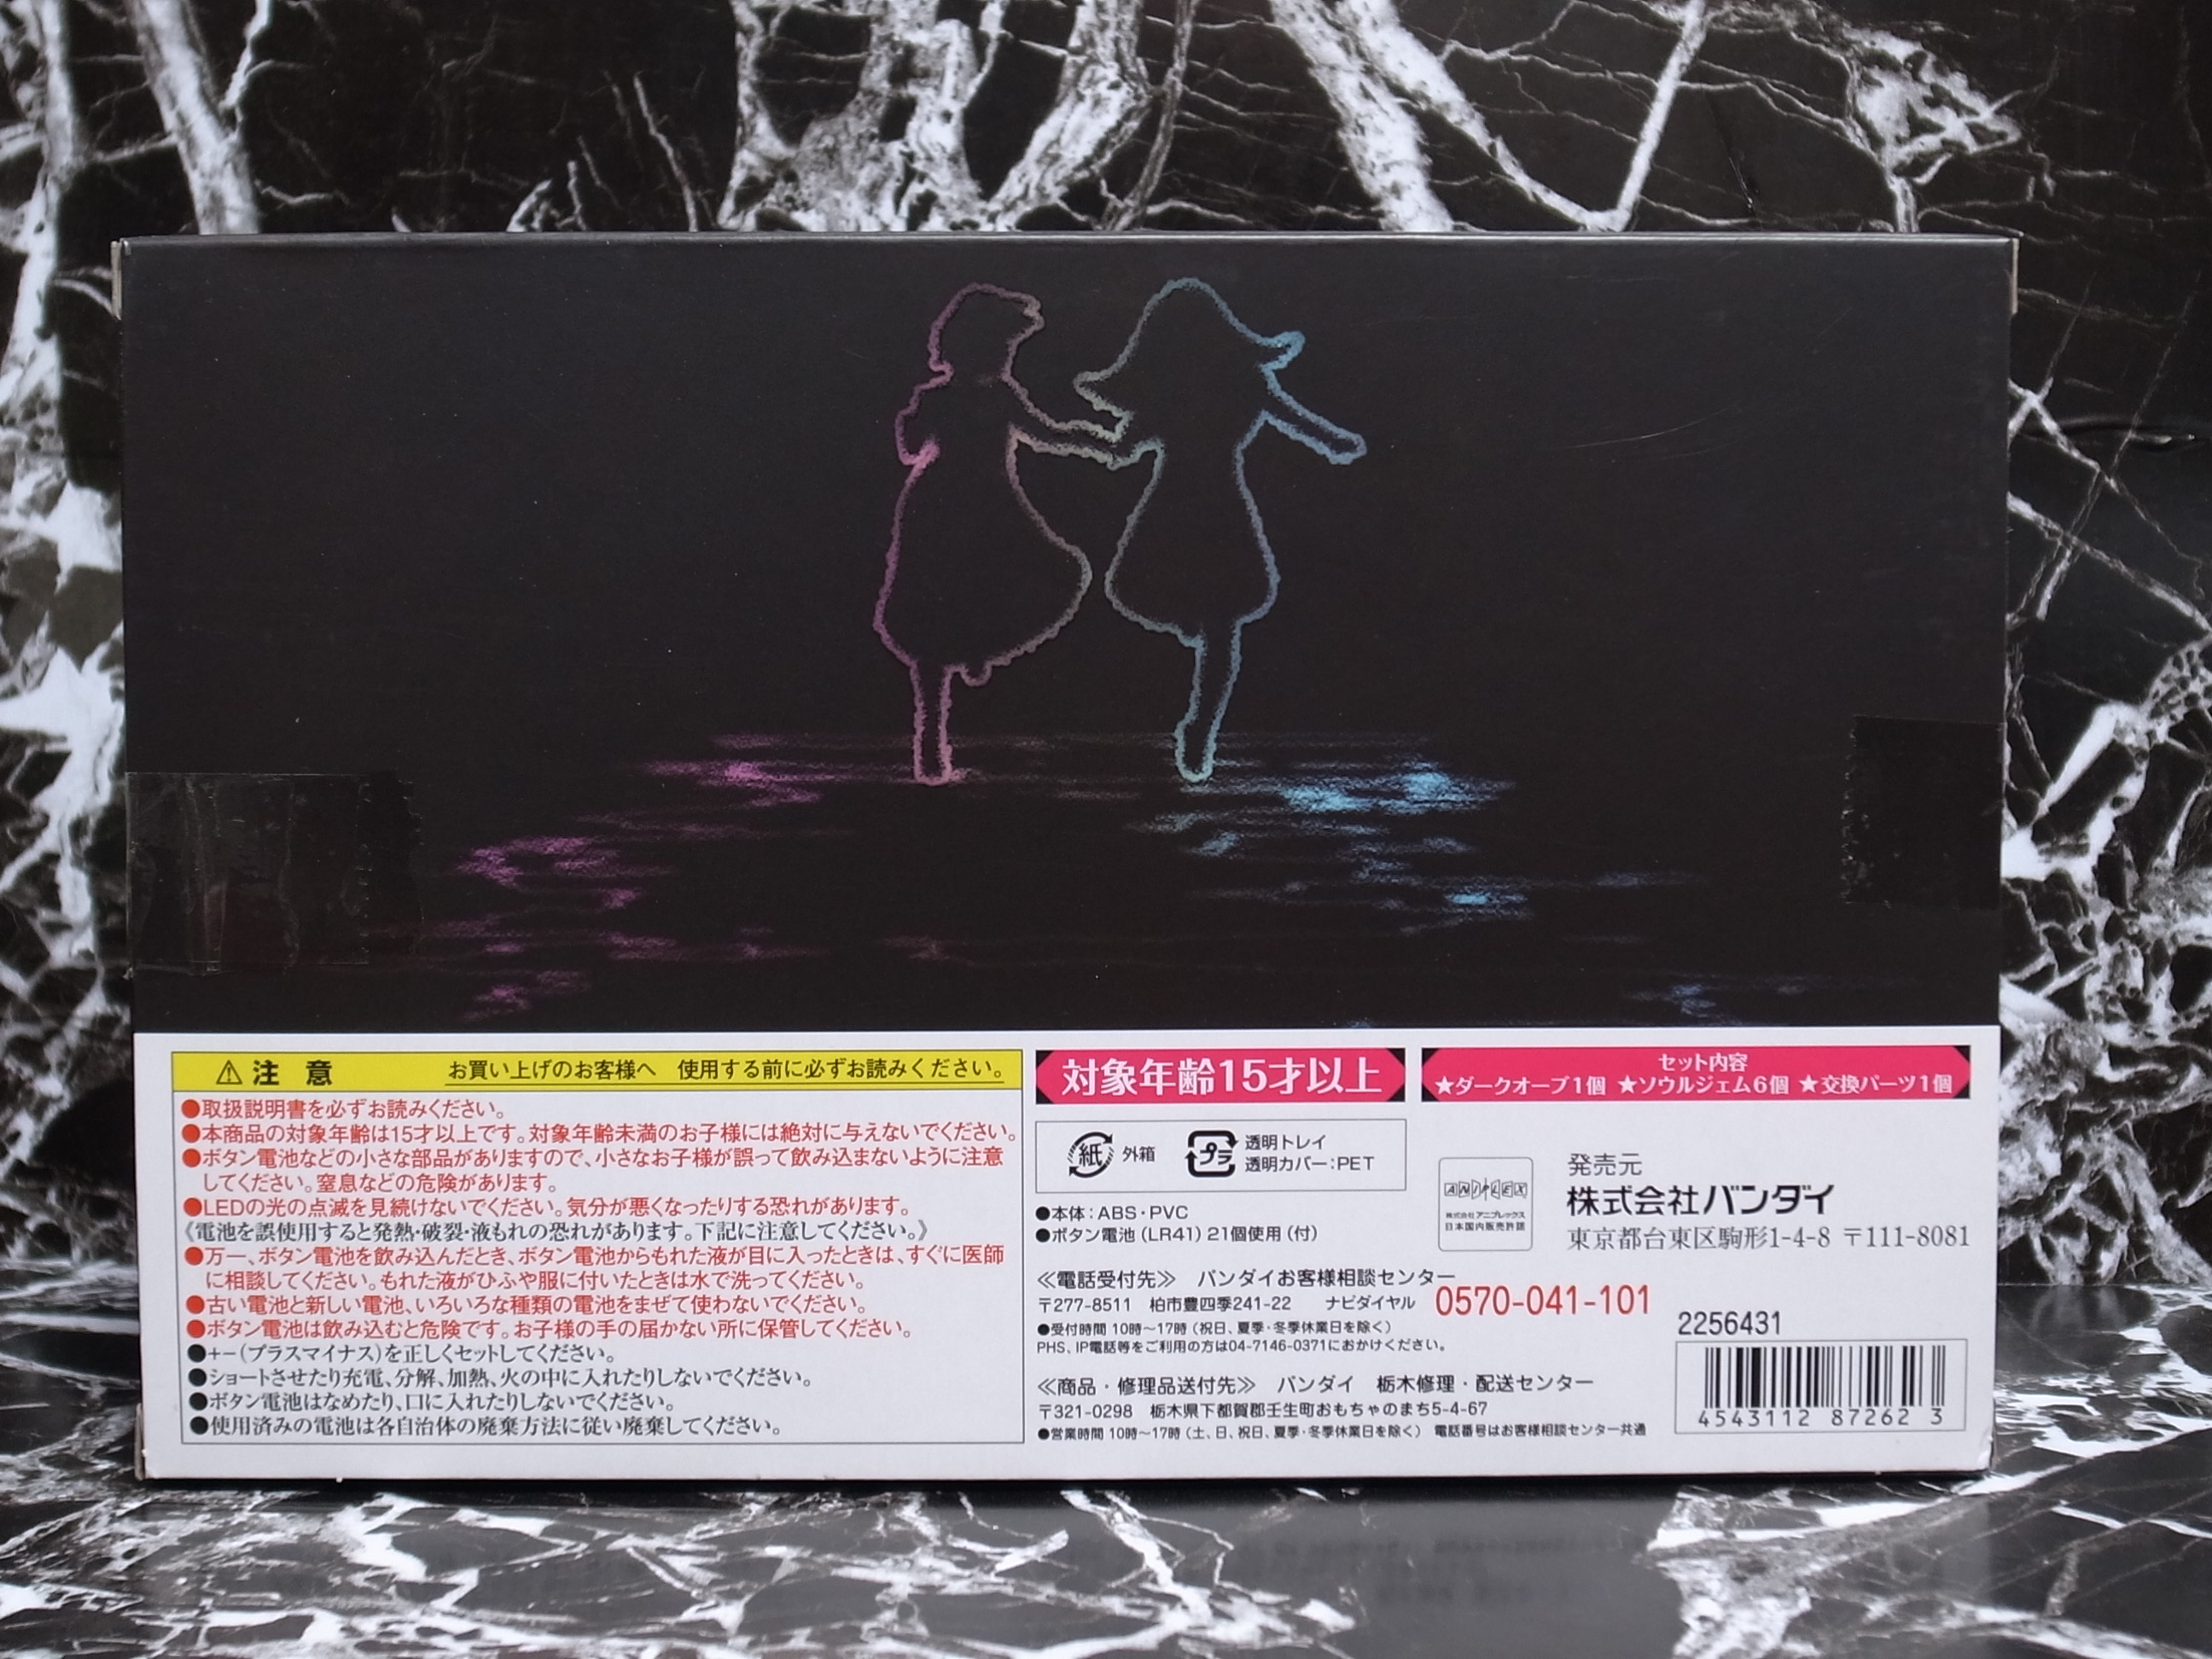 ⚠注 意 お買い上げのお客様へ 使用する前に必ずお読みください。
●取扱説明書を必ずお読みください。
●本商品の対象年齢は15才以上です。対象年齢未満のお子様には絶対に与えないでください。
●ボタン電池などの小さな部品がありますので、小さなお子様が誤って飲み込まないように注意
してください。窒息などの危険があります。
●LEDの光の点滅を見続けないでください。気分が悪くなったりする恐れがあります。
《電池を誤使用すると発熱・破裂・液もれの恐れがあります。下記に注意してください。》
●万一、ボタン電池を飲み込んだとき、ボタン電池からもれた液が目に入ったときは、すぐに医師
に相談してください。もれた液がひふや服に付いたときは水で洗ってください。
●古い電池と新しい電池、いろいろな種類の電池をまぜて使わないでください。
●ボタン電池は飲み込むと危険です。お子様の手の届かない所に保管してください。
●+−(プラスマイナス)を正しくセットしてください。
●ショートさせたり充電、分解、加熱、火の中に入れたりしないでください。
●ボタン電池はなめたり、口に入れたりしないでください。
●使用済みの電池は各自治体の廃棄方法に従い廃棄してください。
対象年齢15才以上
紙 外箱
プラ 透明トレイ
透明カバー:PET
●本体:ABS・PVC
●ボタン電池(LR41)21個使用(付)
≪電話受付先≫ バンダイお客様相談センター
〒277-8511 柏市豊四季241-22 ナビダイヤル 0570-041-101
●受付時間 10時〜17時(祝日、夏季・冬季休業日を除く)
PHS、IP電話等をご利用の方は04-7146-0371におかけください。
≪商品・修理品送付先≫ バンダイ 栃木修理・配送センター
〒321-0298 栃木県下都賀郡壬生町おもちゃのまち5-4-67
●営業時間 10時〜17時(土、日、祝日、夏季・冬季休業日を除く) 電話番号はお客様相談センター共通
セット内容
★ダークオーブ1個 ★ソウルジェム6個 ★交換パーツ1個
ANIPLEX
株式会社アニプレックス
日本国内販売許諾
発売元
株式会社バンダイ
東京都台東区駒形1-4-8 〒111-8081
2256431
4543112 87262 3